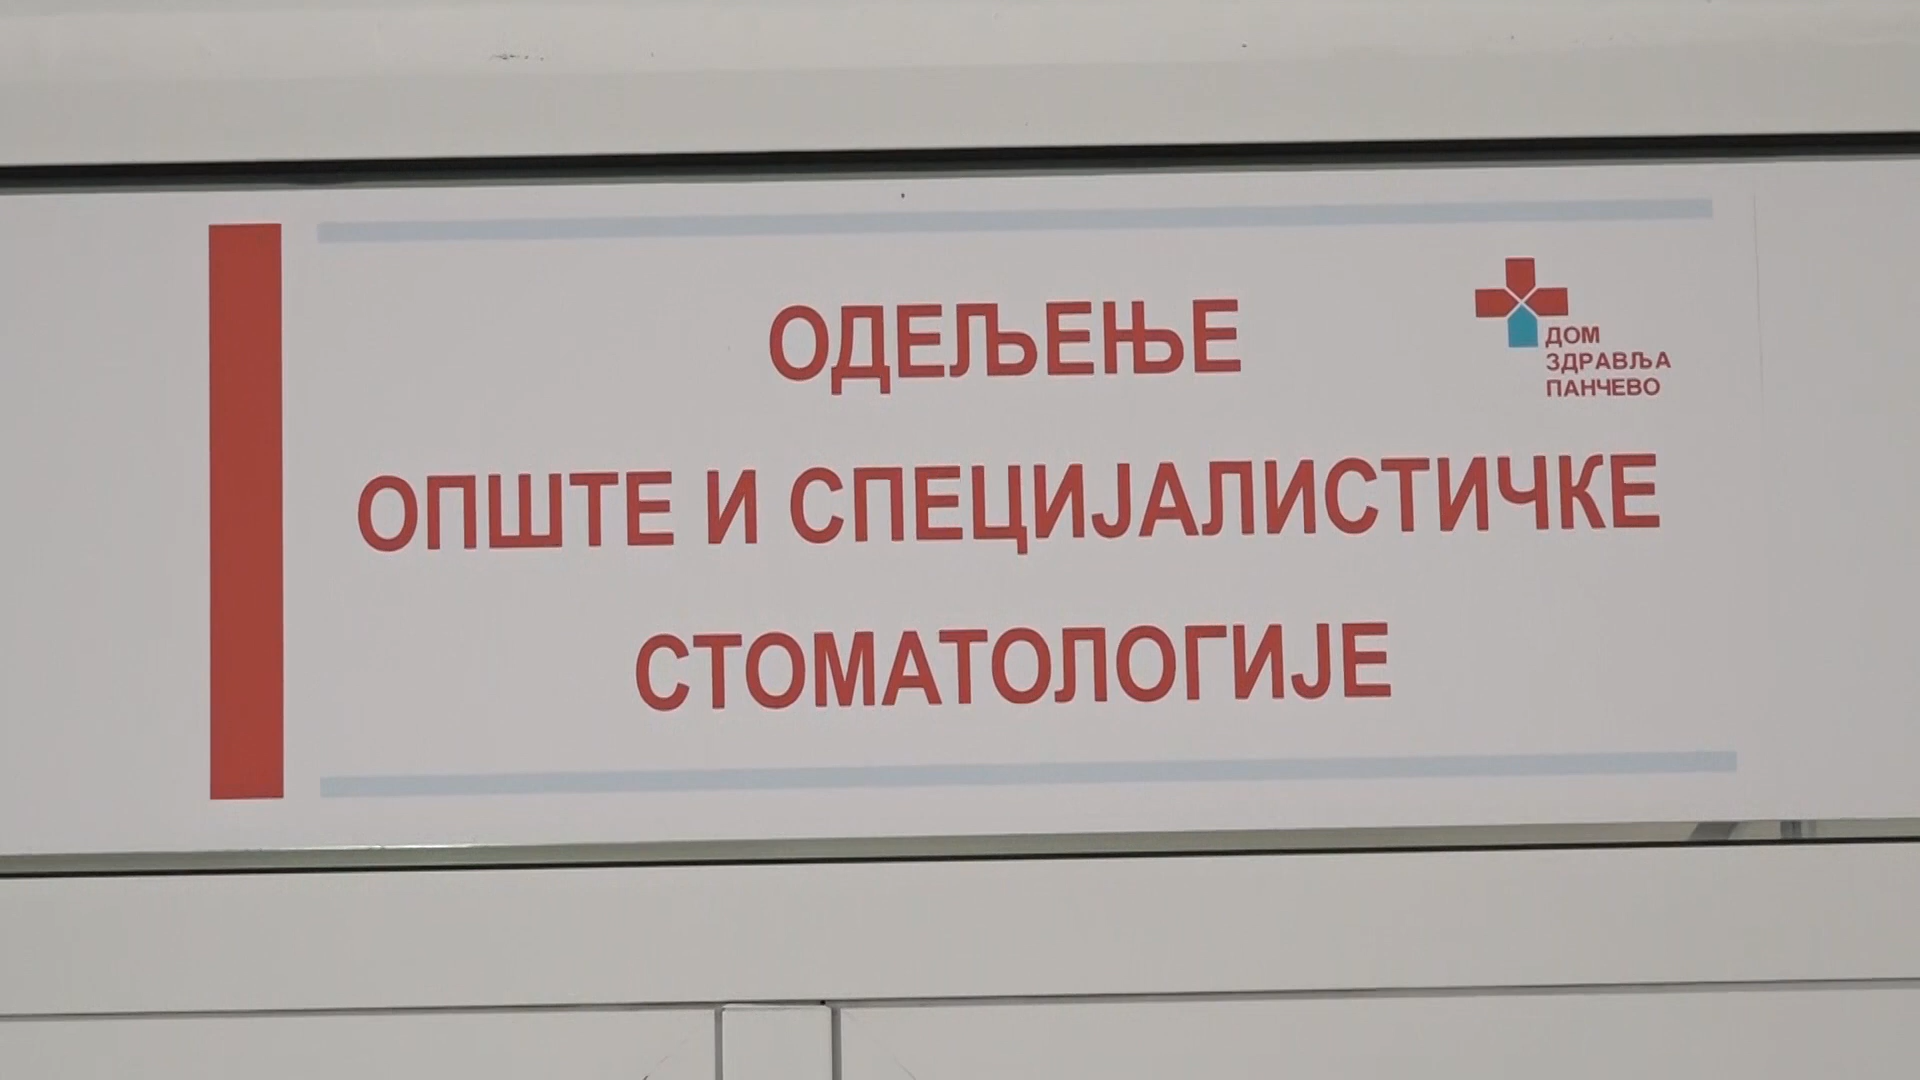 ОДЕЉЕЊЕ
ОПШТЕ И СПЕЦИЈАЛИСТИЧКЕ
СТОМАТОЛОГИЈЕ
ДОМ
ЗДРАВЉА
ПАНЧЕВО